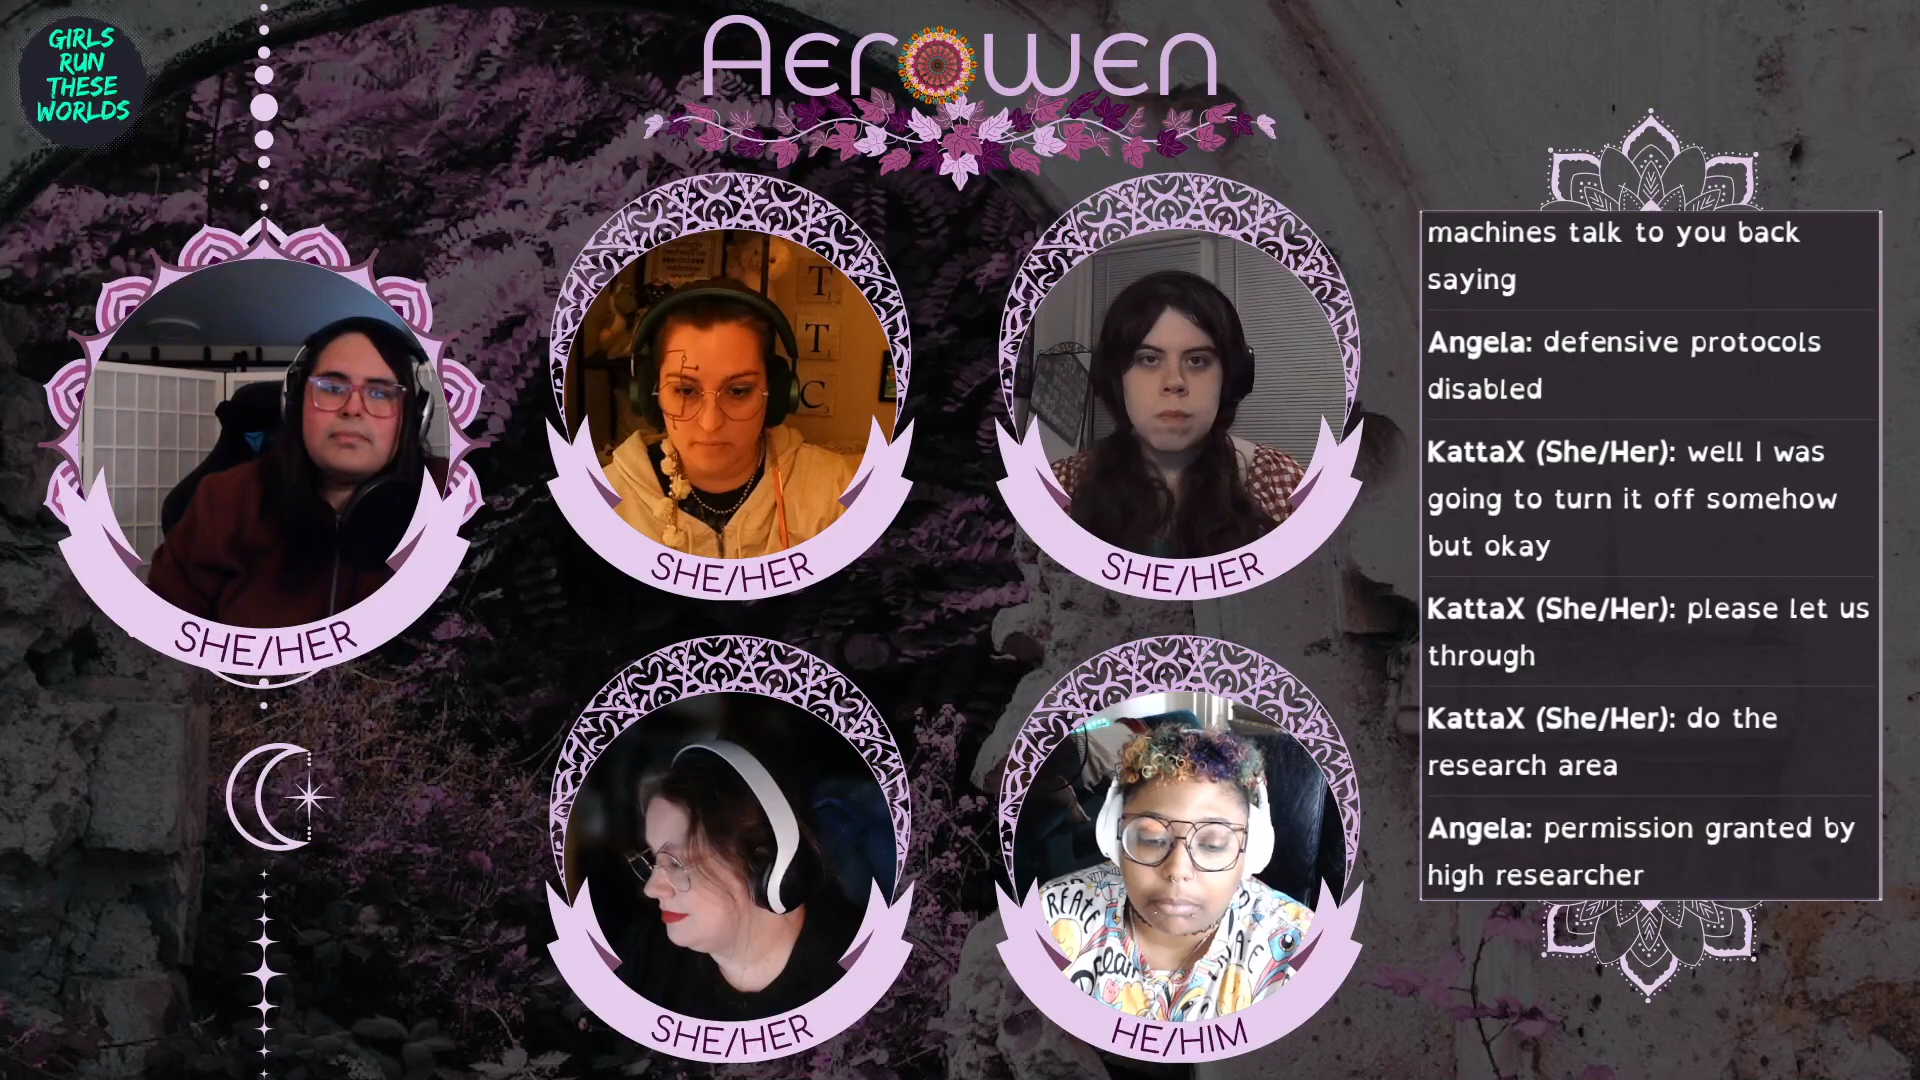 GIRLS
RUN
THESE
WORLDS
AEROWEN
SHE/HER
T
T
C
SHE/HER
SHE/HER
SHE/HER
CREATE
HE/HIM
machines talk to you back
saying
Angela: defensive protocols
disabled
KattaX (She/Her): well I was
going to turn it off somehow
but okay
KattaX (She/Her): please let us
through
KattaX (She/Her): do the
research area
Angela: permission granted by
high researcher